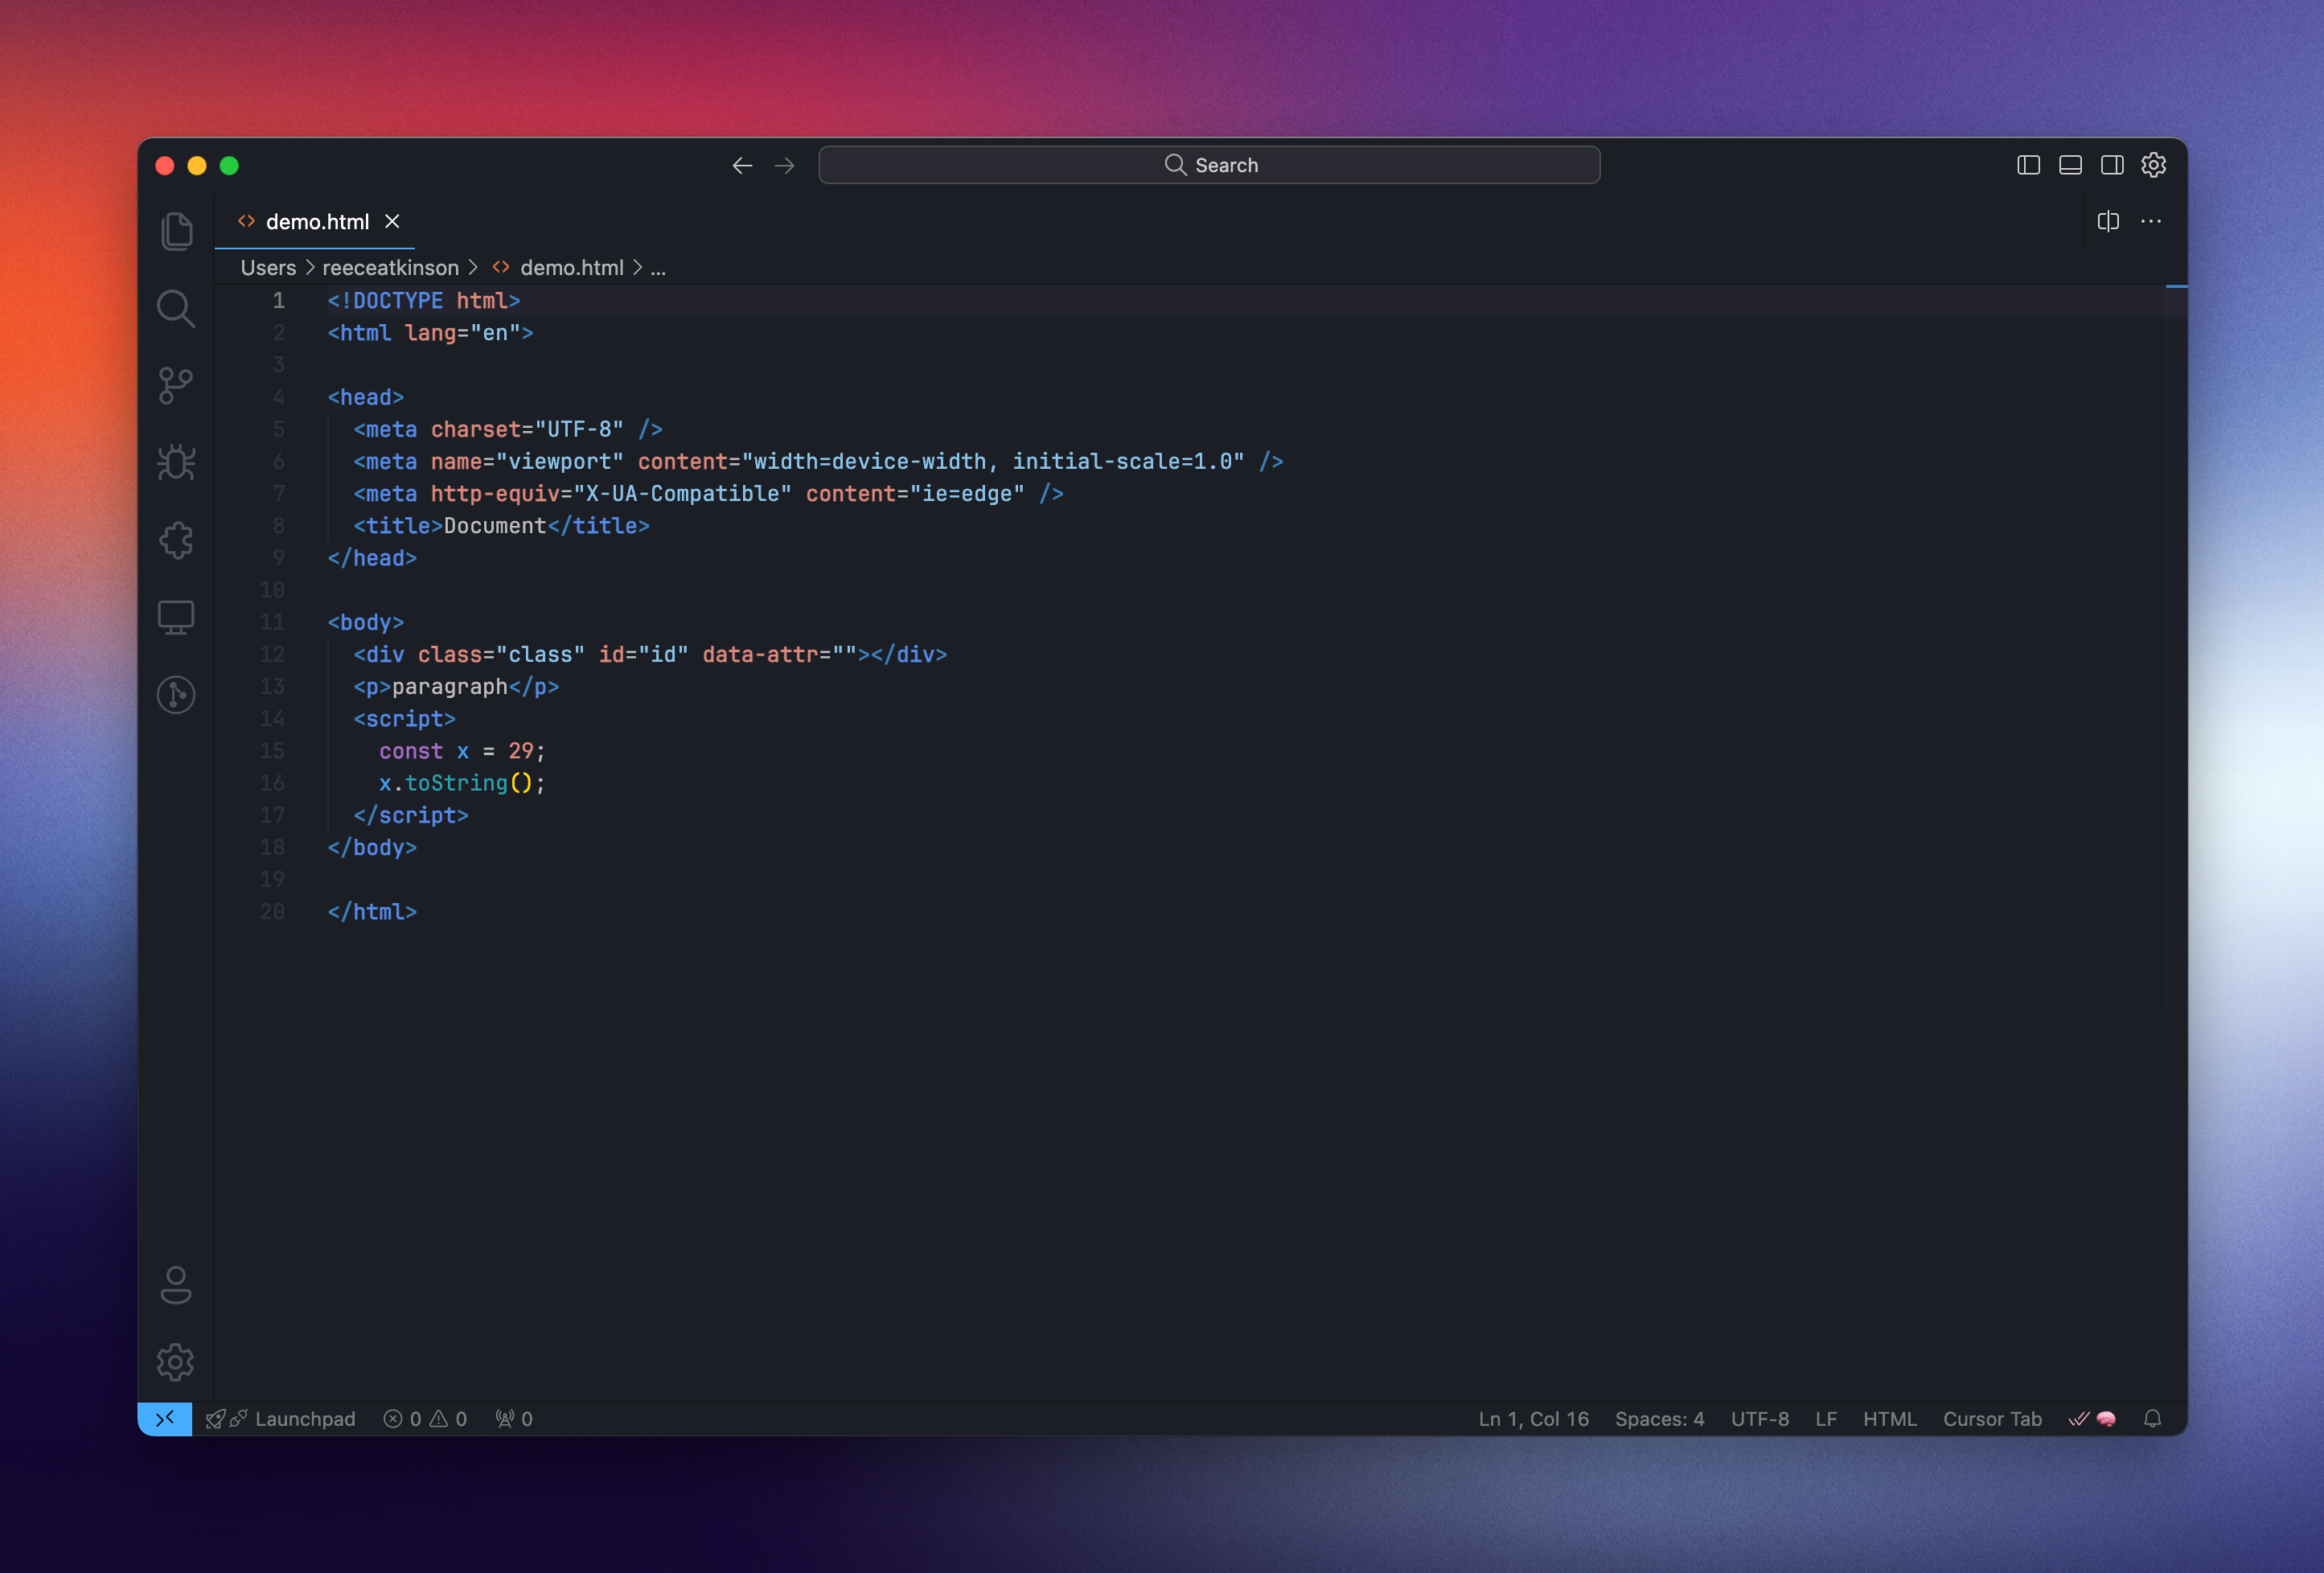 Search
demo.html
Users > reeceatkinson > demo.html > ...
1 <!DOCTYPE html>
2 <html lang="en">
3
4 <head>
5   <meta charset="UTF-8" />
6   <meta name="viewport" content="width=device-width, initial-scale=1.0" />
7   <meta http-equiv="X-UA-Compatible" content="ie=edge" />
8   <title>Document</title>
9 </head>
10
11 <body>
12   <div class="class" id="id" data-attr=""></div>
13   <p>paragraph</p>
14   <script>
15     const x = 29;
16     x.toString();
17   </script>
18 </body>
19
20 </html>
Launchpad 0 0 0 Ln 1, Col 16 Spaces: 4 UTF-8 LF HTML Cursor Tab